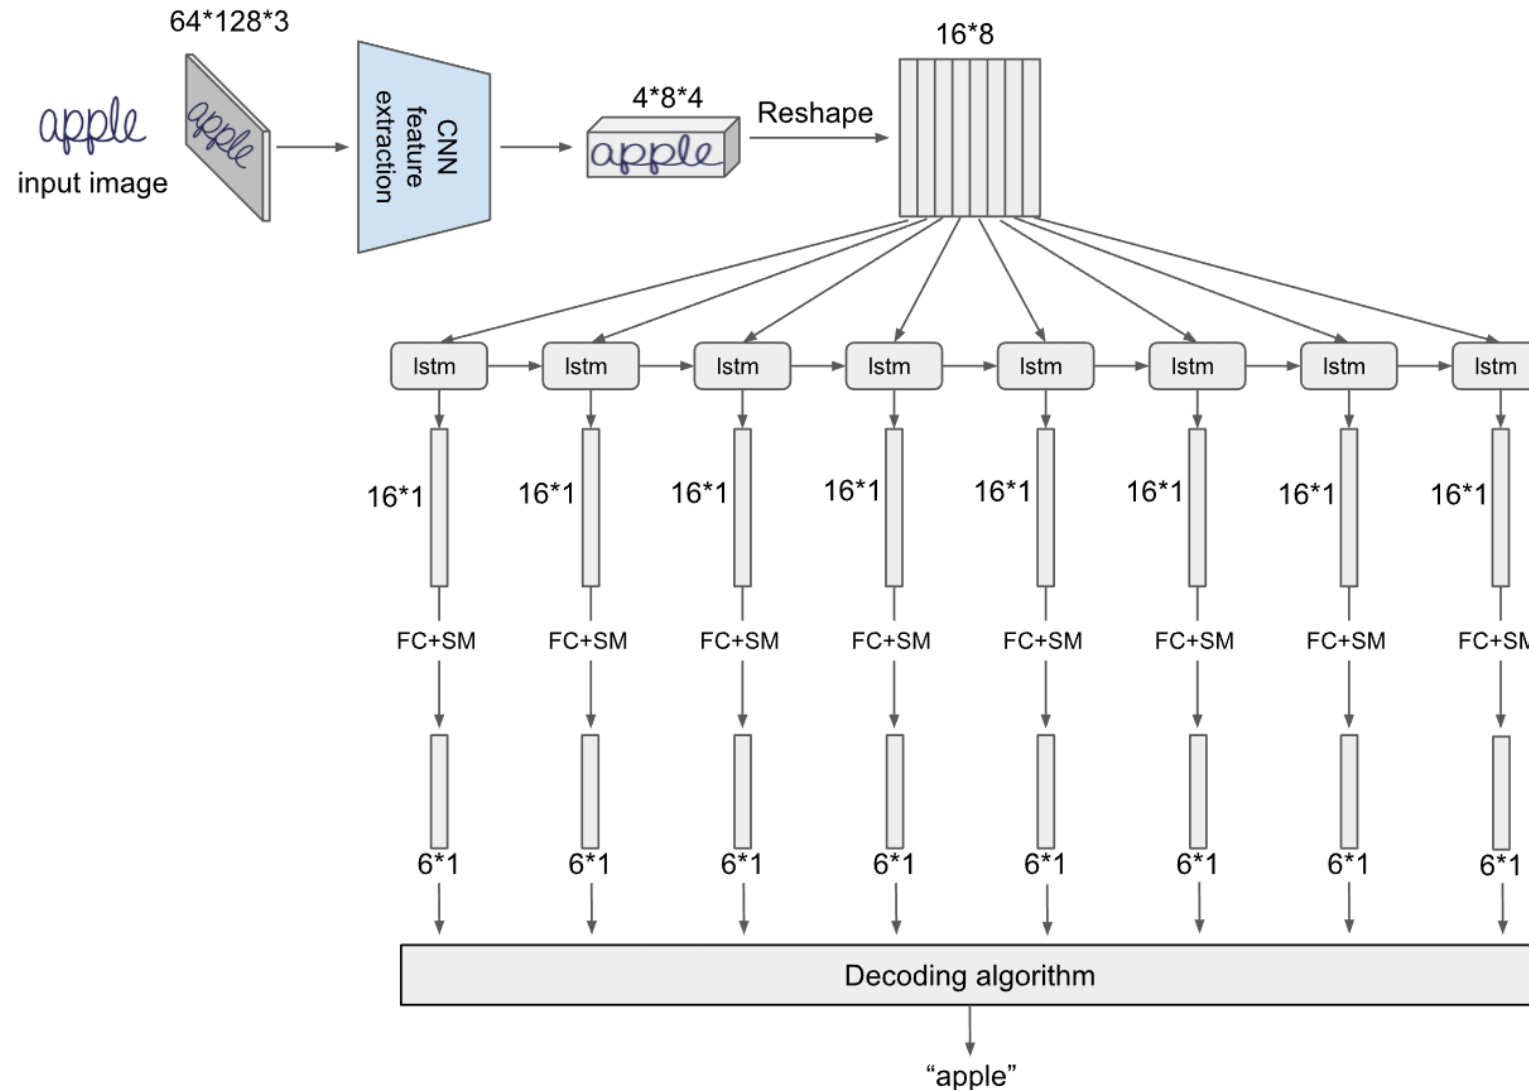 64*128*3
16*8
4*8*4
Reshape
apple
apple
CNN
feature
extraction
apple
input image
lstm lstm lstm lstm lstm lstm lstm lstm
16*1 16*1 16*1 16*1 16*1 16*1 16*1 16*1
FC+SM FC+SM FC+SM FC+SM FC+SM FC+SM FC+SM FC+SM
6*1 6*1 6*1 6*1 6*1 6*1 6*1 6*1
Decoding algorithm
“apple”